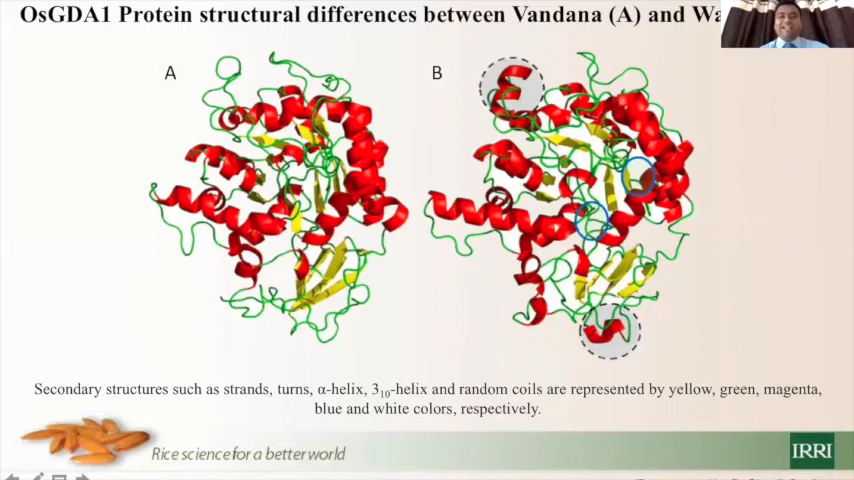 OsGDA1 Protein structural differences between Vandana (A) and
A
B
Secondary structures such as strands, turns, α-helix, 3₁₀-helix and random coils are represented by yellow, green, magenta,
blue and white colors, respectively.
Rice science for a better world
IRRI